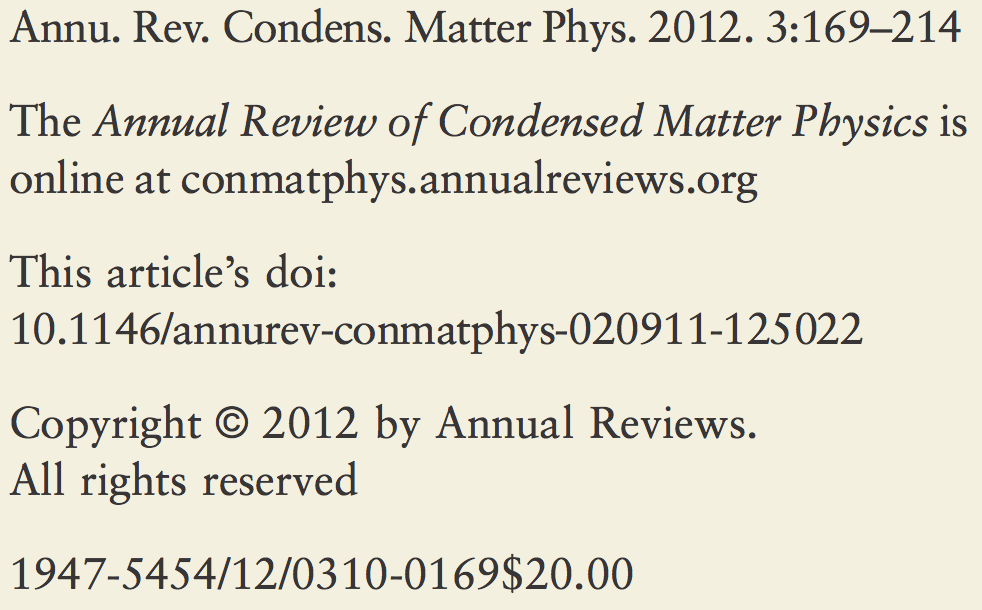 Annu. Rev. Condens. Matter Phys. 2012. 3:169–214
The Annual Review of Condensed Matter Physics is
online at conmatphys.annualreviews.org
This article’s doi:
10.1146/annurev-conmatphys-020911-125022
Copyright © 2012 by Annual Reviews.
All rights reserved
1947-5454/12/0310-0169$20.00